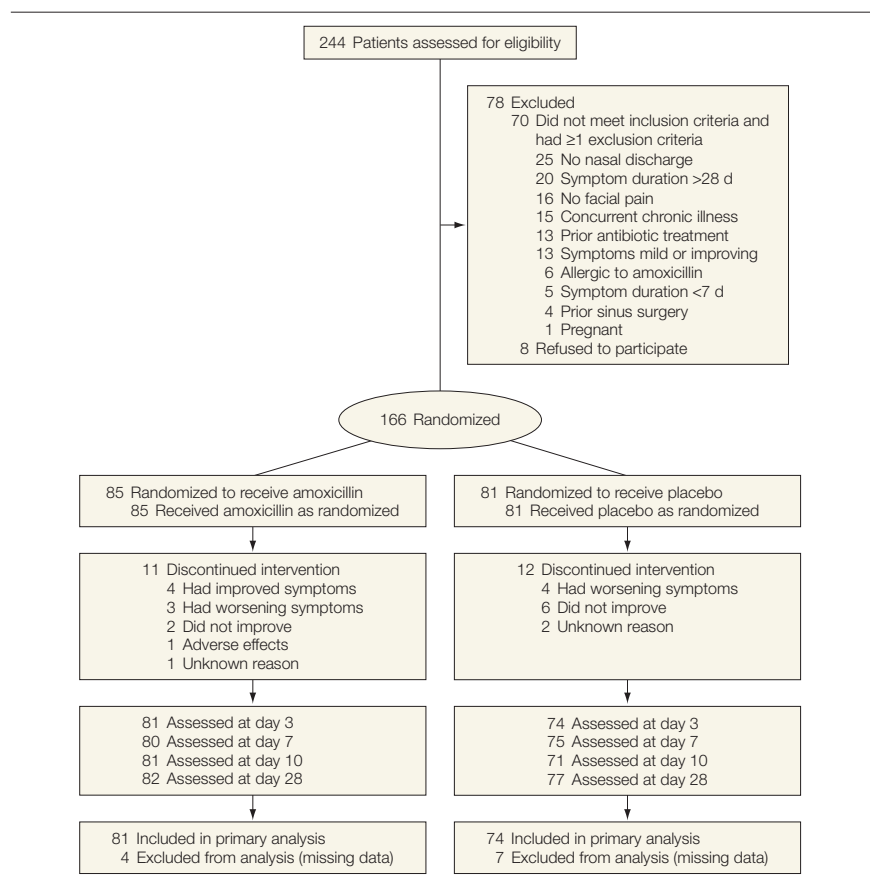 244 Patients assessed for eligibility
78 Excluded
70 Did not meet inclusion criteria and
had ≥1 exclusion criteria
25 No nasal discharge
20 Symptom duration >28 d
16 No facial pain
15 Concurrent chronic illness
13 Prior antibiotic treatment
13 Symptoms mild or improving
6 Allergic to amoxicillin
5 Symptom duration <7 d
4 Prior sinus surgery
1 Pregnant
8 Refused to participate
166 Randomized
85 Randomized to receive amoxicillin
85 Received amoxicillin as randomized
81 Randomized to receive placebo
81 Received placebo as randomized
11 Discontinued intervention
4 Had improved symptoms
3 Had worsening symptoms
2 Did not improve
1 Adverse effects
1 Unknown reason
12 Discontinued intervention
4 Had worsening symptoms
6 Did not improve
2 Unknown reason
81 Assessed at day 3
80 Assessed at day 7
81 Assessed at day 10
82 Assessed at day 28
74 Assessed at day 3
75 Assessed at day 7
71 Assessed at day 10
77 Assessed at day 28
81 Included in primary analysis
4 Excluded from analysis (missing data)
74 Included in primary analysis
7 Excluded from analysis (missing data)